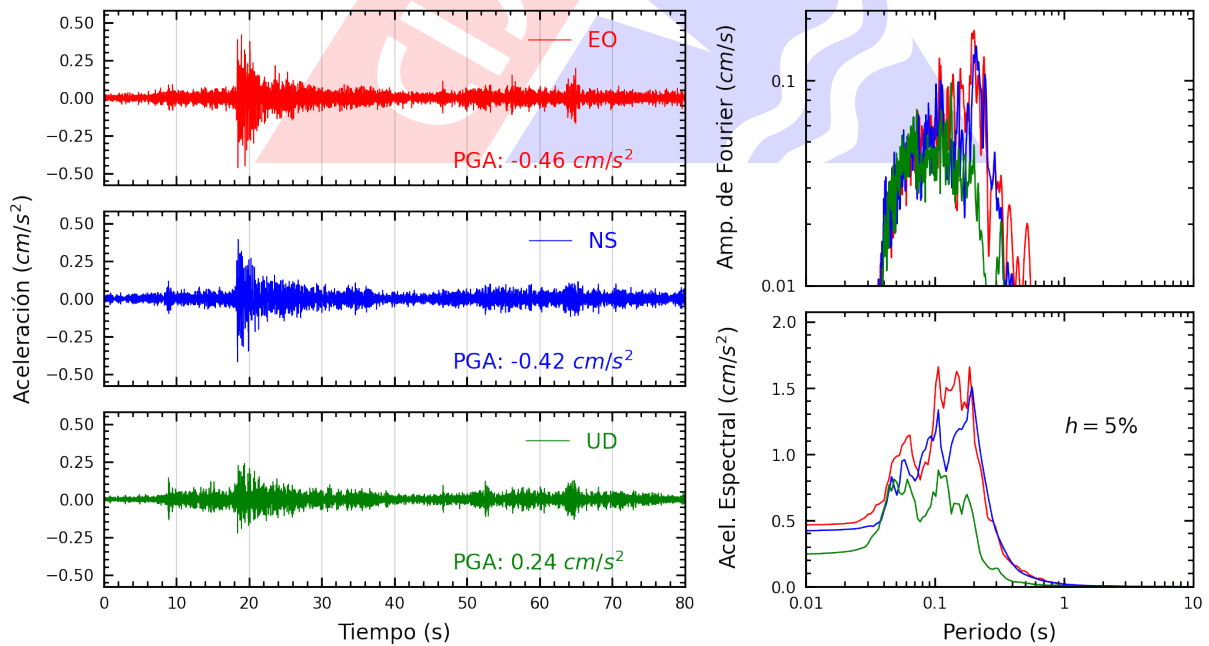 Aceleración (cm/s²)
0.50
0.25
0.00
−0.25
−0.50
EO
PGA: -0.46 cm/s²
0.50
0.25
0.00
−0.25
−0.50
NS
PGA: -0.42 cm/s²
0.50
0.25
0.00
−0.25
−0.50
UD
PGA: 0.24 cm/s²
0 10 20 30 40 50 60 70 80
Tiempo (s)
Amp. de Fourier (cm/s)
0.1
0.01
Acel. Espectral (cm/s²)
2.0
1.5
1.0
0.5
0.0
h = 5%
0.01 0.1 1 10
Periodo (s)